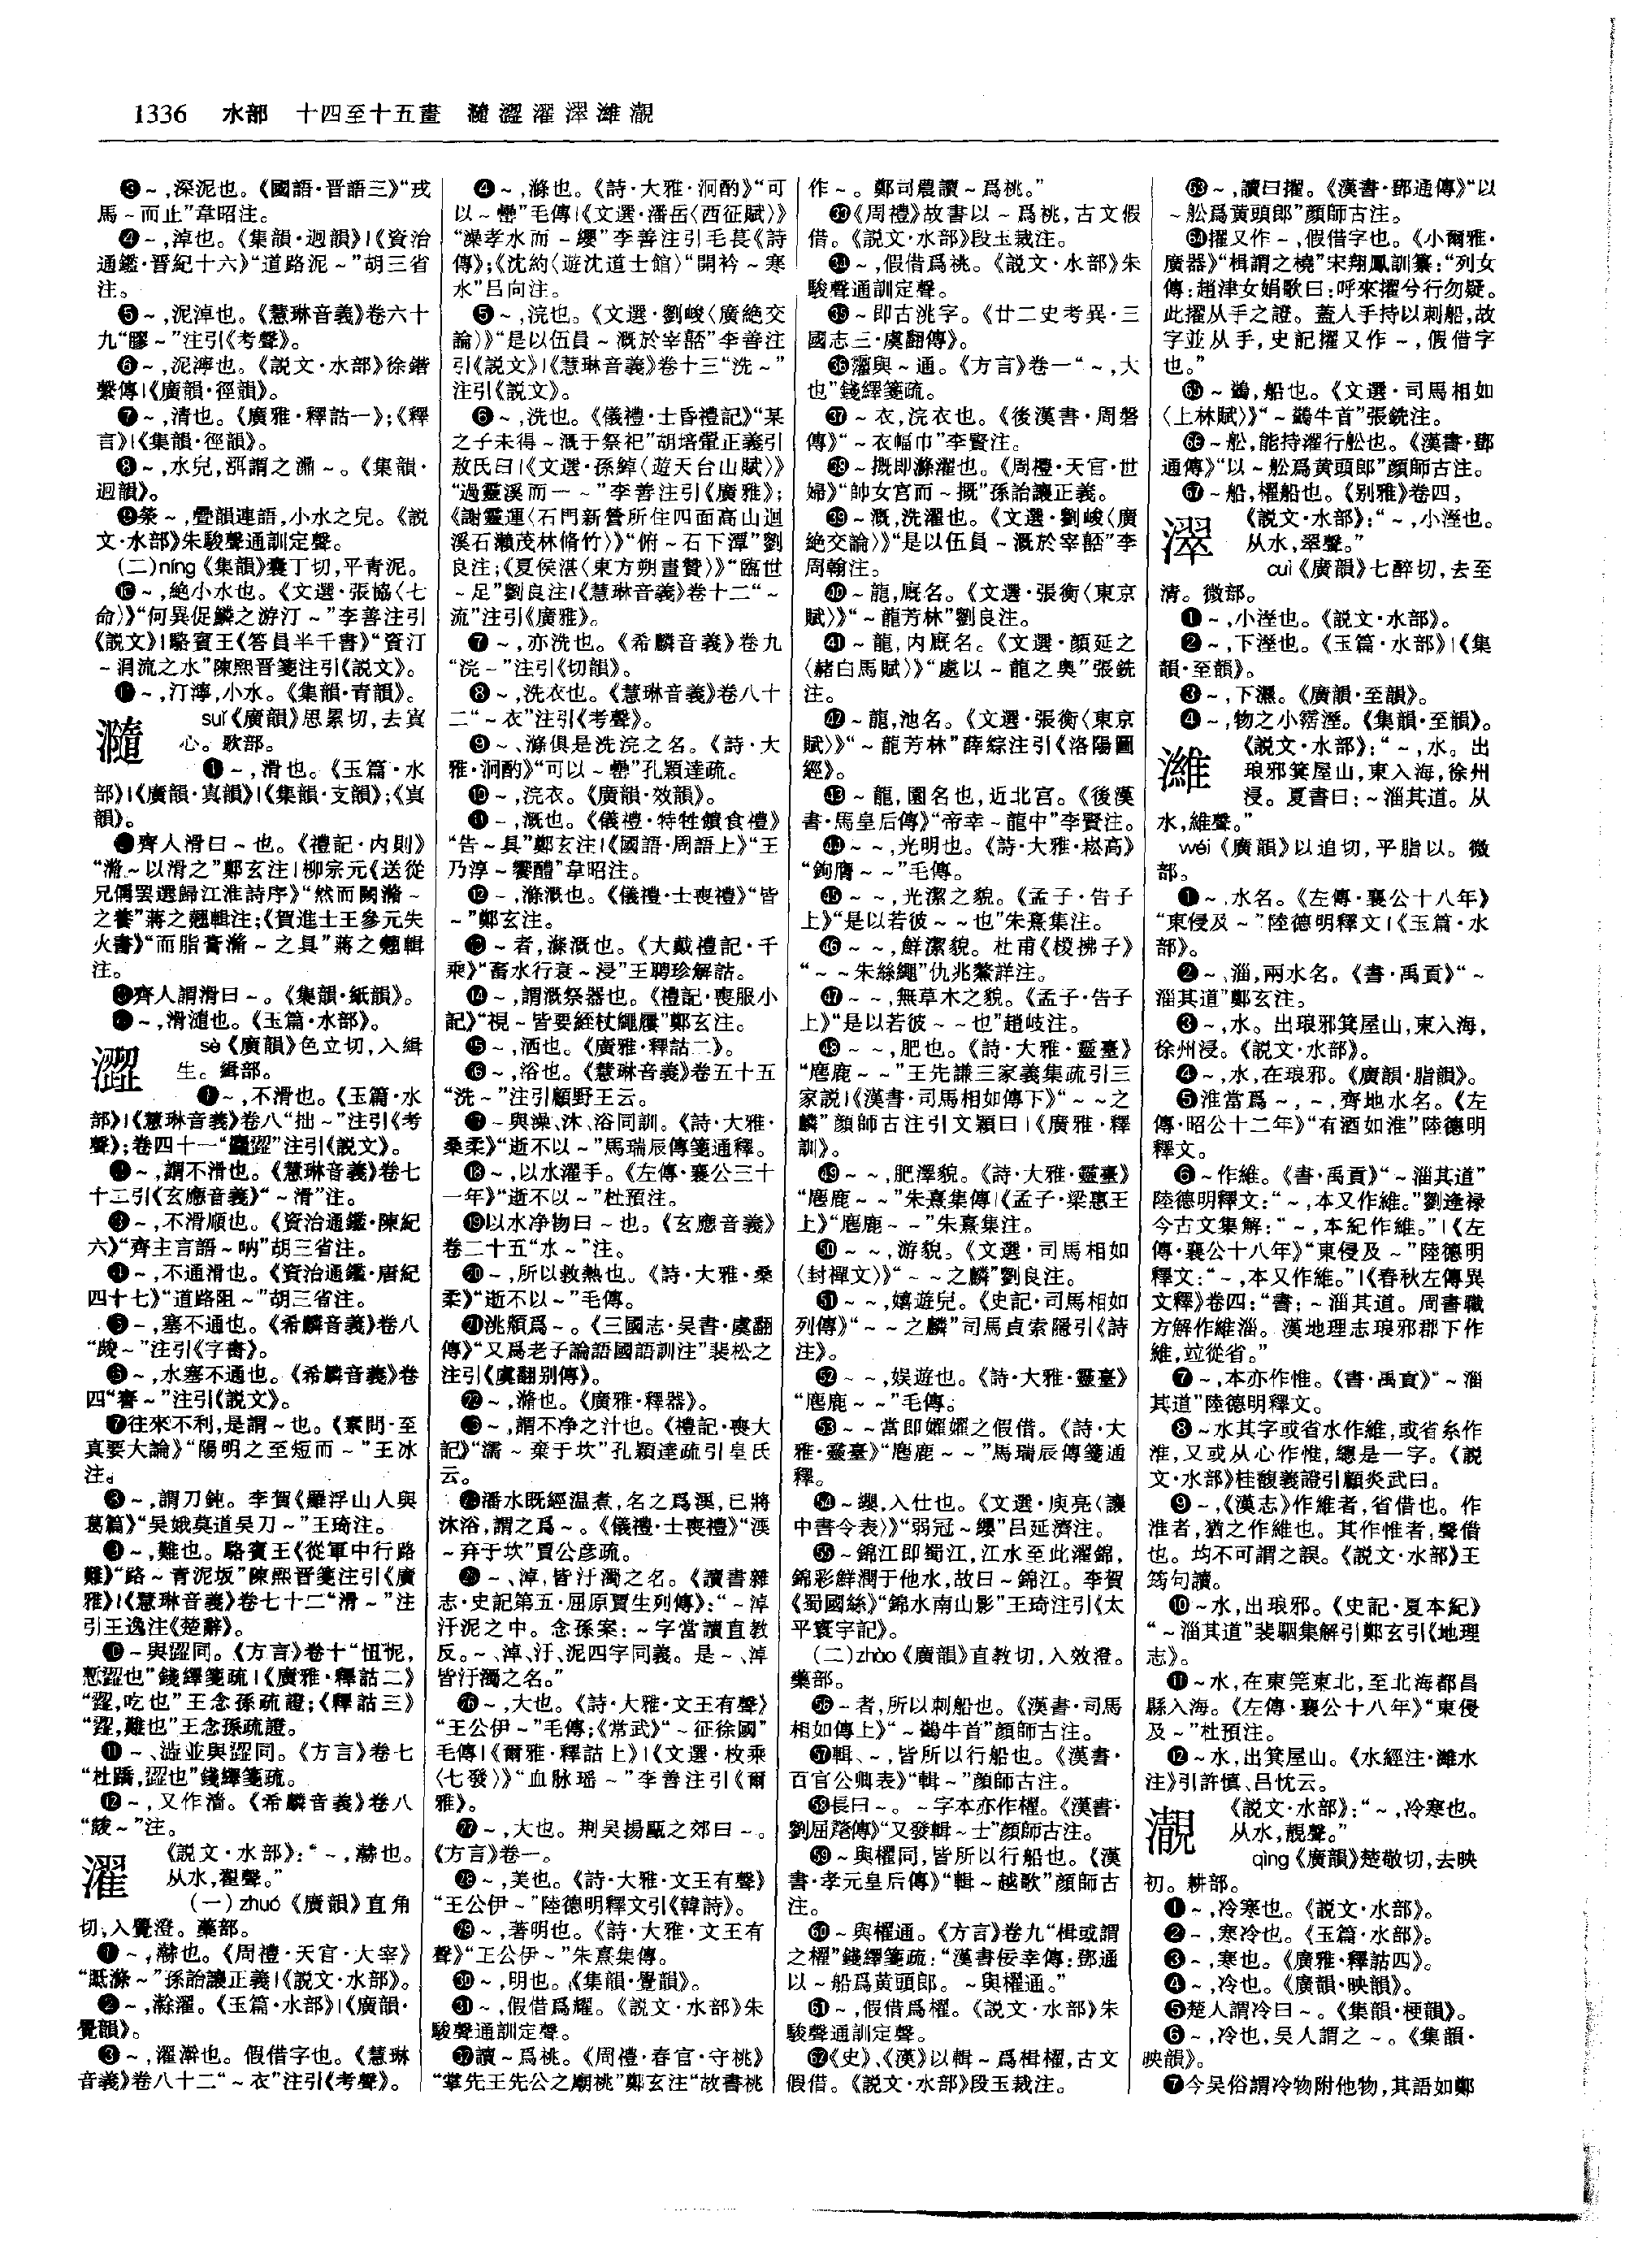 1336 水部 十四至十五畫 瀡澀濯濢濰瀙
❸～,深泥也。《國語·晋語三》“戎
馬～而止”韋昭注。
❹～,淖也。《集韻·迥韻》|《資治
通鑑·晋紀十六》“道路泥～”胡三省
注。
❺～,泥淖也。《慧琳音義》卷六十
九“膠～”注引《考聲》。
❻～,泥濘也。《説文·水部》徐鍇
繫傳|《廣韻·徑韻》。
❼～,清也。《廣雅·釋詁一》;《釋
言》|《集韻·徑韻》。
❽～,水皃,澒謂之濎～。《集韻·
迥韻》。
❾滎～,疊韻連語,小水之皃。《説
文·水部》朱駿聲通訓定聲。
(二)níng《集韻》囊丁切,平青泥。
❿～,絶小水也。《文選·張協〈七
命〉》“何異促鱗之游汀～”李善注引
《説文》|駱賓王《答員半千書》“資汀
～涓流之水”陳熙晋箋注引《説文》。
⓫～,汀濘,小水。《集韻·青韻》。
瀡 suǐ《廣韻》思累切,去寘
心。歌部。
❶～,滑也。《玉篇·水
部》|《廣韻·寘韻》|《集韻·支韻》;《寘
韻》。
❷齊人滑曰～也。《禮記·内則》
“滫～以滑之”鄭玄注|柳宗元《送從
兄偁罢選歸江淮詩序》“然而闕滫～
之養”蔣之翹輯注;《賀進士王參元失
火書》“而脂膏滫～之具”蔣之翹輯
注。
❸齊人謂滑曰～。《集韻·紙韻》。
❹～,滑瀢也。《玉篇·水部》。
澀 sè《廣韻》色立切,入緝
生。緝部。
❶～,不滑也。《玉篇·水
部》|《慧琳音義》卷八“拙～”注引《考
聲》;卷四十一“麤澀”注引《説文》。
❷～,謂不滑也。《慧琳音義》卷七
十二引《玄應音義》“～滑”注。
❸～,不滑順也。《資治通鑑·陳紀
六》“齊主言語～呐”胡三省注。
❹～,不通滑也。《資治通鑑·唐紀
四十七》“道路阻～”胡三省注。
❺～,塞不通也。《希麟音義》卷八
“酸～”注引《字書》。
❻～,水塞不通也。《希麟音義》卷
四“謇～”注引《説文》。
❼往來不利,是謂～也。《素問·至
真要大論》“陽明之至短而～”王冰
注。
❽～,謂刀鈍。李賀《羅浮山人與
葛篇》“吴娥莫道吴刀～”王琦注。
❾～,難也。駱賓王《從軍中行路
難》“路～青泥坂”陳熙晋箋注引《廣
雅》|《慧琳音義》卷七十二“滑～”注
引王逸注《楚辭》。
❿～與譅同。《方言》卷十“忸怩,
慙譅也”錢繹箋疏|《廣雅·釋詁二》
“譅,吃也”王念孫疏證;《釋詁三》
“譅,難也”王念孫疏證。
⓫～、澁並與譅同。《方言》卷七
“杜蹻,譅也”錢繹箋疏。
⓬～,又作濇。《希麟音義》卷八
“酸～”注。
濯 《説文·水部》:“～,瀚也。
从水,翟聲。”
(一)zhuó《廣韻》直角
切,入覺澄。藥部。
❶～,瀚也。《周禮·天官·大宰》
“眡滌～”孫詒讓正義|《説文·水部》。
❷～,澣濯。《玉篇·水部》|《廣韻·
覺韻》。
❸～,濯澣也。假借字也。《慧琳
音義》卷八十二“～衣”注引《考聲》。
❹～,滌也。《詩·大雅·泂酌》“可
以～罍”毛傳|《文選·潘岳〈西征賦〉》
“澡孝水而～纓”李善注引毛萇《詩
傳》;《沈約〈遊沈道士館〉“開衿～寒
水”吕向注。
❺～,浣也。《文選·劉峻〈廣絶交
論〉》“是以伍員～溉於宰嚭”李善注
引《説文》|《慧琳音義》卷十三“洗～”
注引《説文》。
❻～,洗也。《儀禮·士昏禮記》“某
之子未得～溉于祭祀”胡培翬正義引
敖氏曰|《文選·孫綽〈遊天台山賦〉》
“過靈溪而一～”李善注引《廣雅》;
《謝靈運〈石門新營所住四面高山迴
溪石瀨茂林脩竹〉》“俯～石下潭”劉
良注;《夏侯湛〈東方朔畫贊〉》“臨世
～足”劉良注|《慧琳音義》卷十二“～
流”注引《廣雅》。
❼～,亦洗也。《希麟音義》卷九
“浣～”注引《切韻》。
❽～,洗衣也。《慧琳音義》卷八十
二“～衣”注引《考聲》。
❾～、滌俱是洗浣之名。《詩·大
雅·泂酌》“可以～罍”孔穎達疏。
❿～,浣衣。《廣韻·效韻》。
⓫～,溉也。《儀禮·特牲饋食禮》
“告～具”鄭玄注|《國語·周語上》“王
乃淳～饗醴”韋昭注。
⓬～,滌溉也。《儀禮·士喪禮》“皆
～”鄭玄注。
⓭～者,滌溉也。《大戴禮記·千
乘》“畜水行衰～浸”王聘珍解詁。
⓮～,謂溉祭器也。《禮記·喪服小
記》“視～皆要絰杖繩屨”鄭玄注。
⓯～,洒也。《廣雅·釋詁二》。
⓰～,浴也。《慧琳音義》卷五十五
“洗～”注引顧野王云。
⓱～與澡、沐、浴同訓。《詩·大雅·
桑柔》“逝不以～”馬瑞辰傳箋通釋。
⓲～,以水濯手。《左傳·襄公三十
一年》“逝不以～”杜預注。
⓳以水净物曰～也。《玄應音義》
卷二十五“水～”注。
⓴～,所以救熱也。《詩·大雅·桑
柔》“逝不以～”毛傳。
㉑洮頮爲～。《三國志·吴書·虞翻
傳》“又爲老子論語國語訓注”裴松之
注引《虞翻别傳》。
㉒～,滫也。《廣雅·釋器》。
㉓～,謂不净之汁也。《禮記·喪大
記》“濡～棄于坎”孔穎達疏引皇氏
云。
㉔潘水既經温煮,名之爲渜,已將
沐浴,謂之爲～。《儀禮·士喪禮》“渜
～弃于坎”賈公彦疏。
㉕～、淖,皆汙濁之名。《讀書雜
志·史記第五·屈原賈生列傳》:“～淖
汙泥之中。念孫案:～字當讀直教
反。～、淖、汙、泥四字同義。是～、淖
皆汙濁之名。”
㉖～,大也。《詩·大雅·文王有聲》
“王公伊～”毛傳;《常武》“～征徐國”
毛傳|《爾雅·釋詁上》|《文選·枚乘
〈七發〉》“血脉瑶～”李善注引《爾
雅》。
㉗～,大也。荆吴揚甌之郊曰～。
《方言》卷一。
㉘～,美也。《詩·大雅·文王有聲》
“王公伊～”陸德明釋文引《韓詩》。
㉙～,著明也。《詩·大雅·文王有
聲》“王公伊～”朱熹集傳。
㉚～,明也。《集韻·覺韻》。
㉛～,假借爲耀。《説文·水部》朱
駿聲通訓定聲。
㉜讀～爲桃。《周禮·春官·守祧》
“掌先王先公之廟祧”鄭玄注“故書祧
作～。鄭司農讀～爲祧。”
㉝《周禮》故書以～爲祧,古文假
借。《説文·水部》段玉裁注。
㉞～,假借爲祧。《説文·水部》朱
駿聲通訓定聲。
㉟～即古洮字。《廿二史考異·三
國志三·虞翻傳》。
㊱灟與～通。《方言》卷一“～,大
也”錢繹箋疏。
㊲～衣,浣衣也。《後漢書·周磐
傳》“～衣幅巾”李賢注。
㊳～摡即滌濯也。《周禮·天官·世
婦》“帥女宫而～摡”孫詒讓正義。
㊴～溉,洗濯也。《文選·劉峻〈廣
絶交論〉》“是以伍員～溉於宰嚭”李
周翰注。
㊵～龍,廐名。《文選·張衡〈東京
賦〉》“～龍芳林”劉良注。
㊶～龍,内廐名。《文選·顔延之
〈赭白馬賦〉》“處以～龍之奥”張銑
注。
㊷～龍,池名。《文選·張衡〈東京
賦〉》“～龍芳林”薛綜注引《洛陽圖
經》。
㊸～龍,園名也,近北宫。《後漢
書·馬皇后傳》“帝幸～龍中”李賢注。
㊹～～,光明也。《詩·大雅·崧高》
“鉤膺～～”毛傳。
㊺～～,光潔之貌。《孟子·告子
上》“是以若彼～～也”朱熹集注。
㊻～～,鮮潔貌。杜甫《椶拂子》
“～～朱絲繩”仇兆鰲詳注。
㊼～～,無草木之貌。《孟子·告子
上》“是以若彼～～也”趙岐注。
㊽～～,肥也。《詩·大雅·靈臺》
“麀鹿～～”王先謙三家義集疏引三
家説|《漢書·司馬相如傳下》“～～之
麟”顔師古注引文穎曰|《廣雅·釋
訓》。
㊾～～,肥澤貌。《詩·大雅·靈臺》
“麀鹿～～”朱熹集傳|《孟子·梁惠王
上》“麀鹿～～”朱熹集注。
㊿～～,游貌。《文選·司馬相如
〈封禪文〉》“～～之麟”劉良注。
51～～,嬉遊皃。《史記·司馬相如
列傳》“～～之麟”司馬貞索隱引《詩
注》。
52～～,娱遊也。《詩·大雅·靈臺》
“麀鹿～～”毛傳。
53～～當即嬥嬥之假借。《詩·大
雅·靈臺》“麀鹿～～”馬瑞辰傳箋通
釋。
54～纓,入仕也。《文選·庾亮〈讓
中書令表〉》“弱冠～纓”吕延濟注。
55～錦江即蜀江,江水至此濯錦,
錦彩鮮潤于他水,故曰～錦江。李賀
《蜀國絃》“錦水南山影”王琦注引《太
平寰宇記》。
(二)zhào《廣韻》直教切,入效澄。
藥部。
56～者,所以刺船也。《漢書·司馬
相如傳上》“～鷁牛首”顔師古注。
57輯、～,皆所以行船也。《漢書·
百官公卿表》“輯～”顔師古注。
58長曰～。～字本亦作櫂。《漢書·
劉屈氂傳》“又發輯～士”顔師古注。
59～與櫂同,皆所以行船也。《漢
書·孝元皇后傳》“輯～越歌”顔師古
注。
60～與櫂通。《方言》卷九“楫或謂
之櫂”錢繹箋疏:“漢書佞幸傳:鄧通
以～船爲黄頭郎。～與櫂通。”
61～,假借爲櫂。《説文·水部》朱
駿聲通訓定聲。
62《史》、《漢》以輯～爲楫櫂,古文
假借。《説文·水部》段玉裁注。
63～,讀曰擢。《漢書·鄧通傳》“以
～舩爲黄頭郎”顔師古注。
64擢又作～,假借字也。《小爾雅·
廣器》“楫謂之橈”宋翔鳳訓纂:“列女
傳:趙津女娟歌曰:呼來擢兮行勿疑。
此擢从手之證。蓋人手持以刺船,故
字並从手,史記擢又作～,假借字
也。”
65～鷁,船也。《文選·司馬相如
〈上林賦〉》“～鷁牛首”張銑注。
66～舩,能持濯行舩也。《漢書·鄧
通傳》“以～舩爲黄頭郎”顔師古注。
67～船,櫂船也。《别雅》卷四。
濢 《説文·水部》:“～,小溼也。
从水,翠聲。”
cuì《廣韻》七醉切,去至
清。微部。
❶～,小溼也。《説文·水部》。
❷～,下溼也。《玉篇·水部》|《集
韻·至韻》。
❸～,下濕。《廣韻·至韻》。
❹～,物之小䃬溼。《集韻·至韻》。
濰 《説文·水部》:“～,水。出
琅邪箕屋山,東入海,徐州
浸。夏書曰:～淄其道。从
水,維聲。”
wéi《廣韻》以追切,平脂以。微
部。
❶～,水名。《左傳·襄公十八年》
“東侵及～”陸德明釋文|《玉篇·水
部》。
❷～、淄,兩水名。《書·禹貢》“～
淄其道”鄭玄注。
❸～,水。出琅邪箕屋山,東入海,
徐州浸。《説文·水部》。
❹～,水,在琅邪。《廣韻·脂韻》。
❺淮當爲～,～,齊地水名。《左
傳·昭公十二年》“有酒如淮”陸德明
釋文。
❻～作維。《書·禹貢》“～淄其道”
陸德明釋文:“～,本又作維。”劉逢禄
今古文集解:“～,本紀作維。”|《左
傳·襄公十八年》“東侵及～”陸德明
釋文:“～,本又作維。”|《春秋左傳異
文釋》卷四:“書:～淄其道。周書職
方解作維淄。漢地理志琅邪郡下作
維,竝從省。”
❼～,本亦作惟。《書·禹貢》“～淄
其道”陸德明釋文。
❽～水其字或省水作維,或省糸作
淮,又或从心作惟,總是一字。《説
文·水部》桂馥義證引顧炎武曰。
❾～,《漢志》作維者,省借也。作
淮者,猶之作維也。其作惟者,聲借
也。均不可謂之誤。《説文·水部》王
筠句讀。
❿～水,出琅邪。《史記·夏本紀》
“～淄其道”裴駰集解引鄭玄引《地理
志》。
⓫～水,在東莞東北,至北海都昌
縣入海。《左傳·襄公十八年》“東侵
及～”杜預注。
⓬～水,出箕屋山。《水經注·濰水
注》引許慎、吕忱云。
瀞 《説文·水部》:“～,冷寒也。
从水,靚聲。”
qìng《廣韻》楚敬切,去映
初。耕部。
❶～,冷寒也。《説文·水部》。
❷～,寒冷也。《玉篇·水部》。
❸～,寒也。《廣雅·釋詁四》。
❹～,冷也。《廣韻·映韻》。
❺楚人謂冷曰～。《集韻·梗韻》。
❻～,冷也,吴人謂之～。《集韻·
映韻》。
❼今吴俗謂冷物附他物,其語如鄭